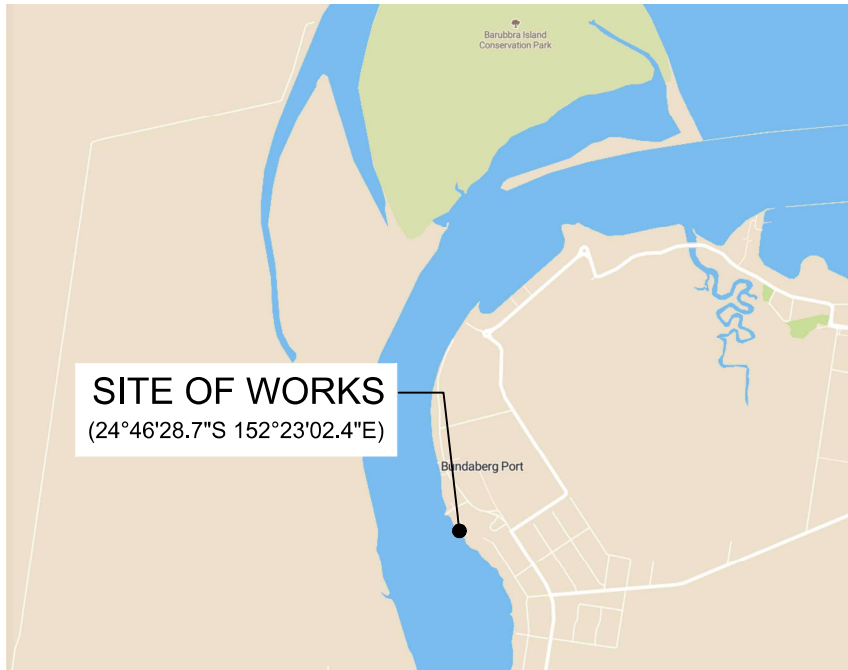 Barubbra Island
Conservation Park
SITE OF WORKS
(24°46'28.7"S 152°23'02.4"E)
Bundaberg Port